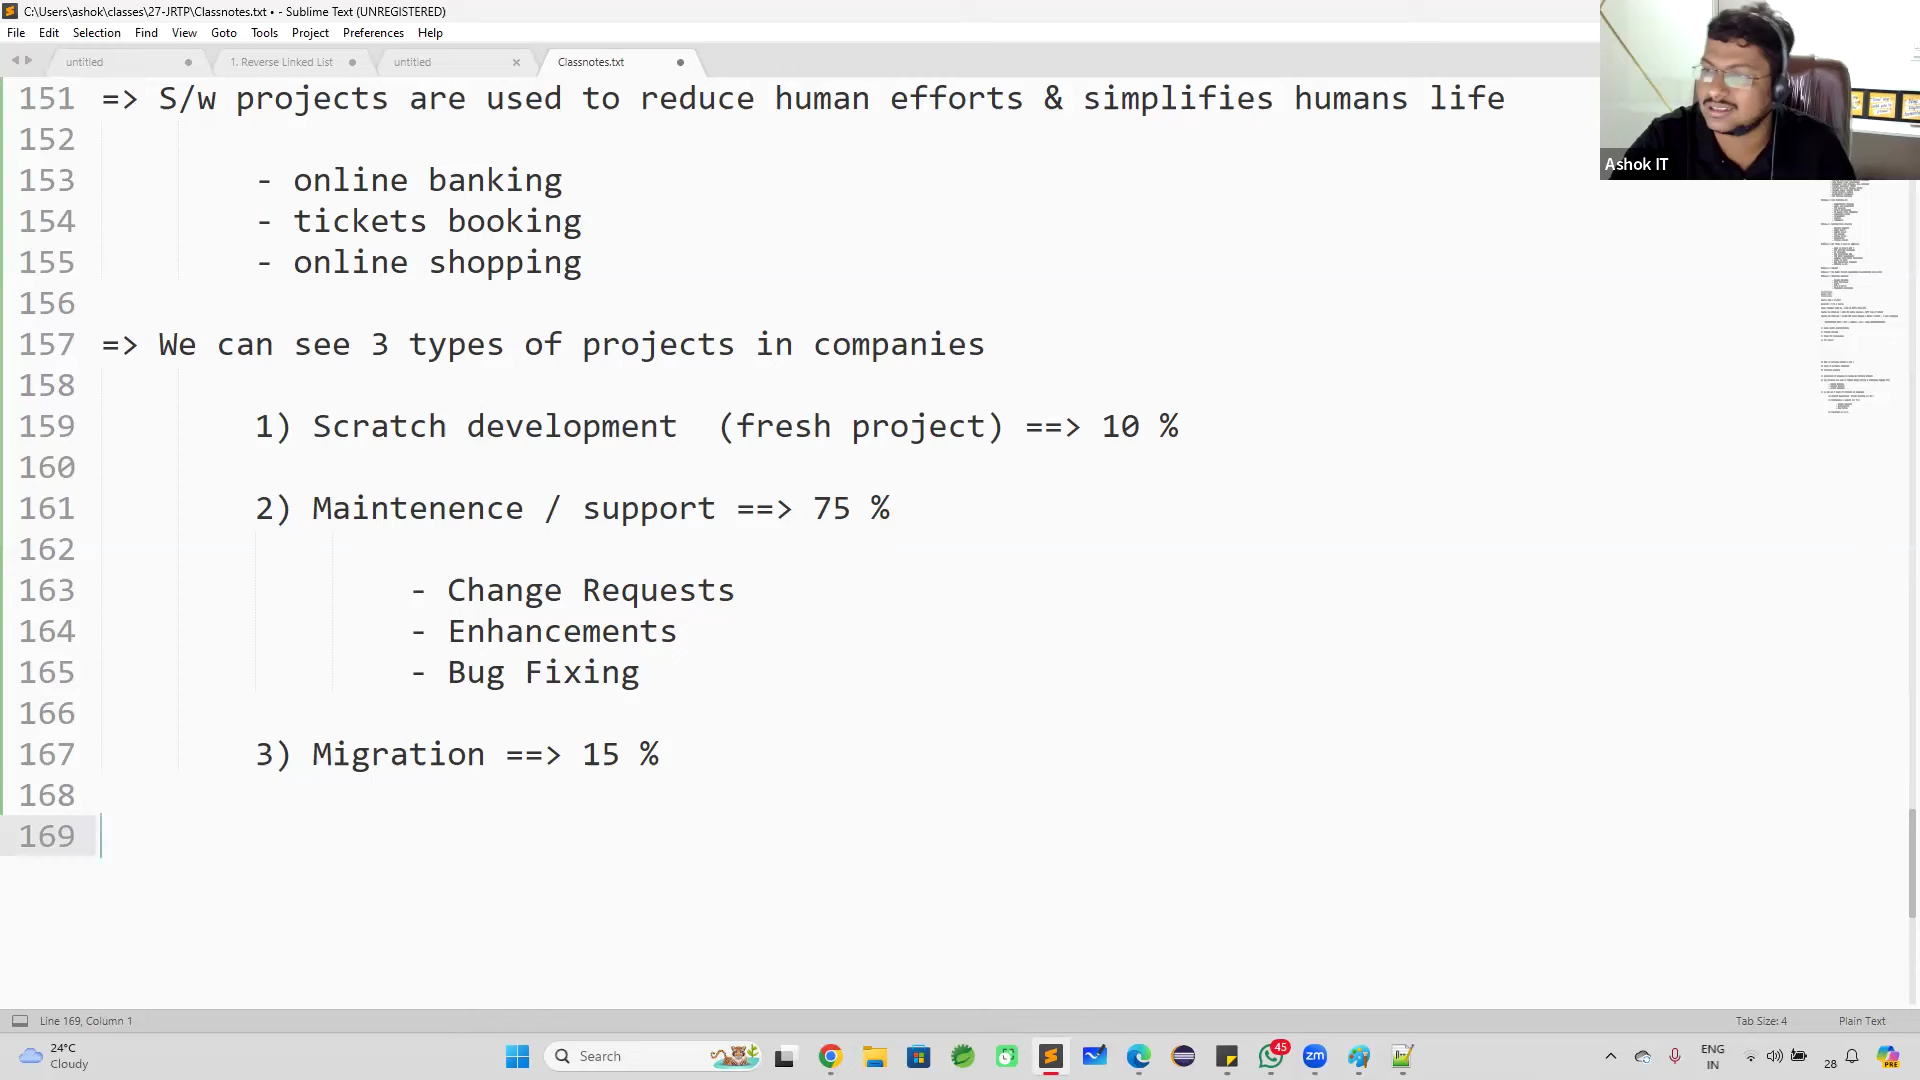 C:\Users\ashok\classes\27-JRTP\Classnotes.txt • - Sublime Text (UNREGISTERED)
File Edit Selection Find View Goto Tools Project Preferences Help
untitled 1. Reverse Linked List untitled Classnotes.txt
151 => S/w projects are used to reduce human efforts & simplifies humans life
Ashok IT
152
153 - online banking
154 - tickets booking
155 - online shopping
156
157 => We can see 3 types of projects in companies
158
159 1) Scratch development (fresh project) ==> 10 %
160
161 2) Maintenence / support ==> 75 %
162
163 - Change Requests
164 - Enhancements
165 - Bug Fixing
166
167 3) Migration ==> 15 %
168
169
Line 169, Column 1 Tab Size: 4 Plain Text
24°C
Cloudy
Search
45
zm
ENG
IN
28
PRE